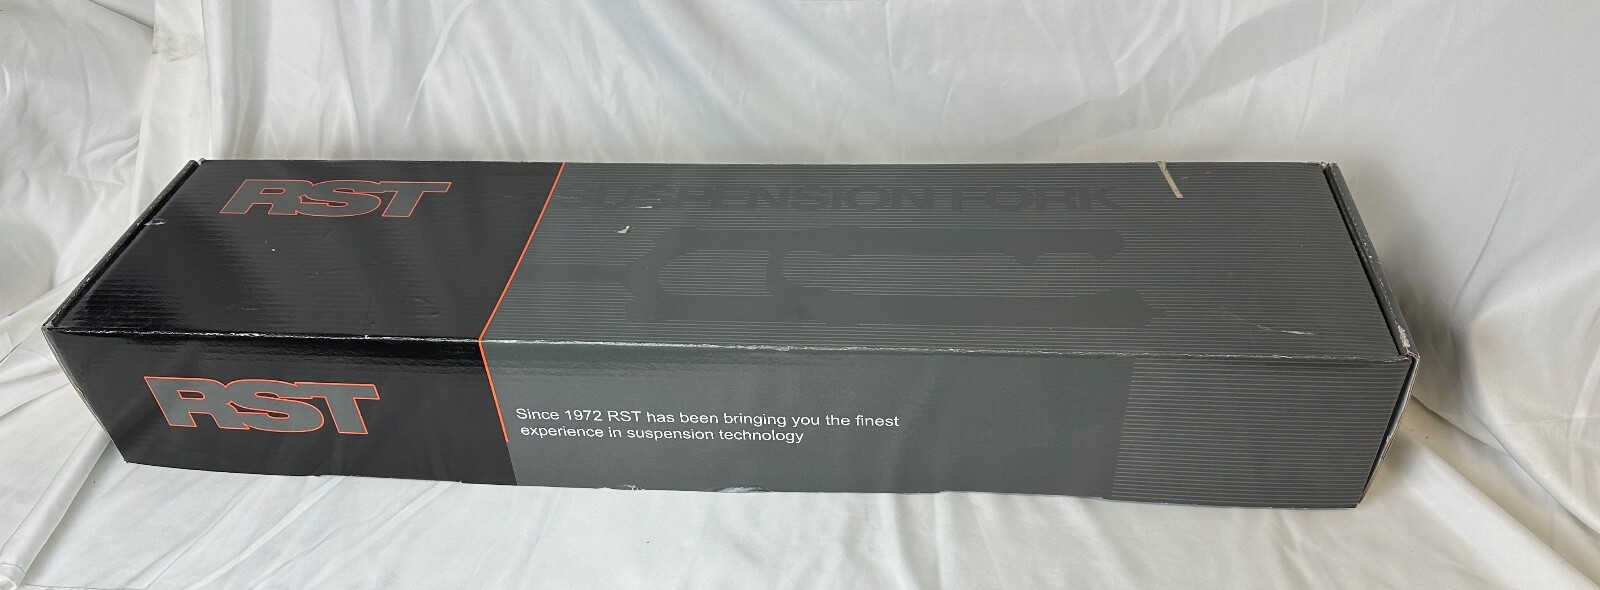 RST
SUSPENSION FORK
RST
Since 1972 RST has been bringing you the finest
experience in suspension technology